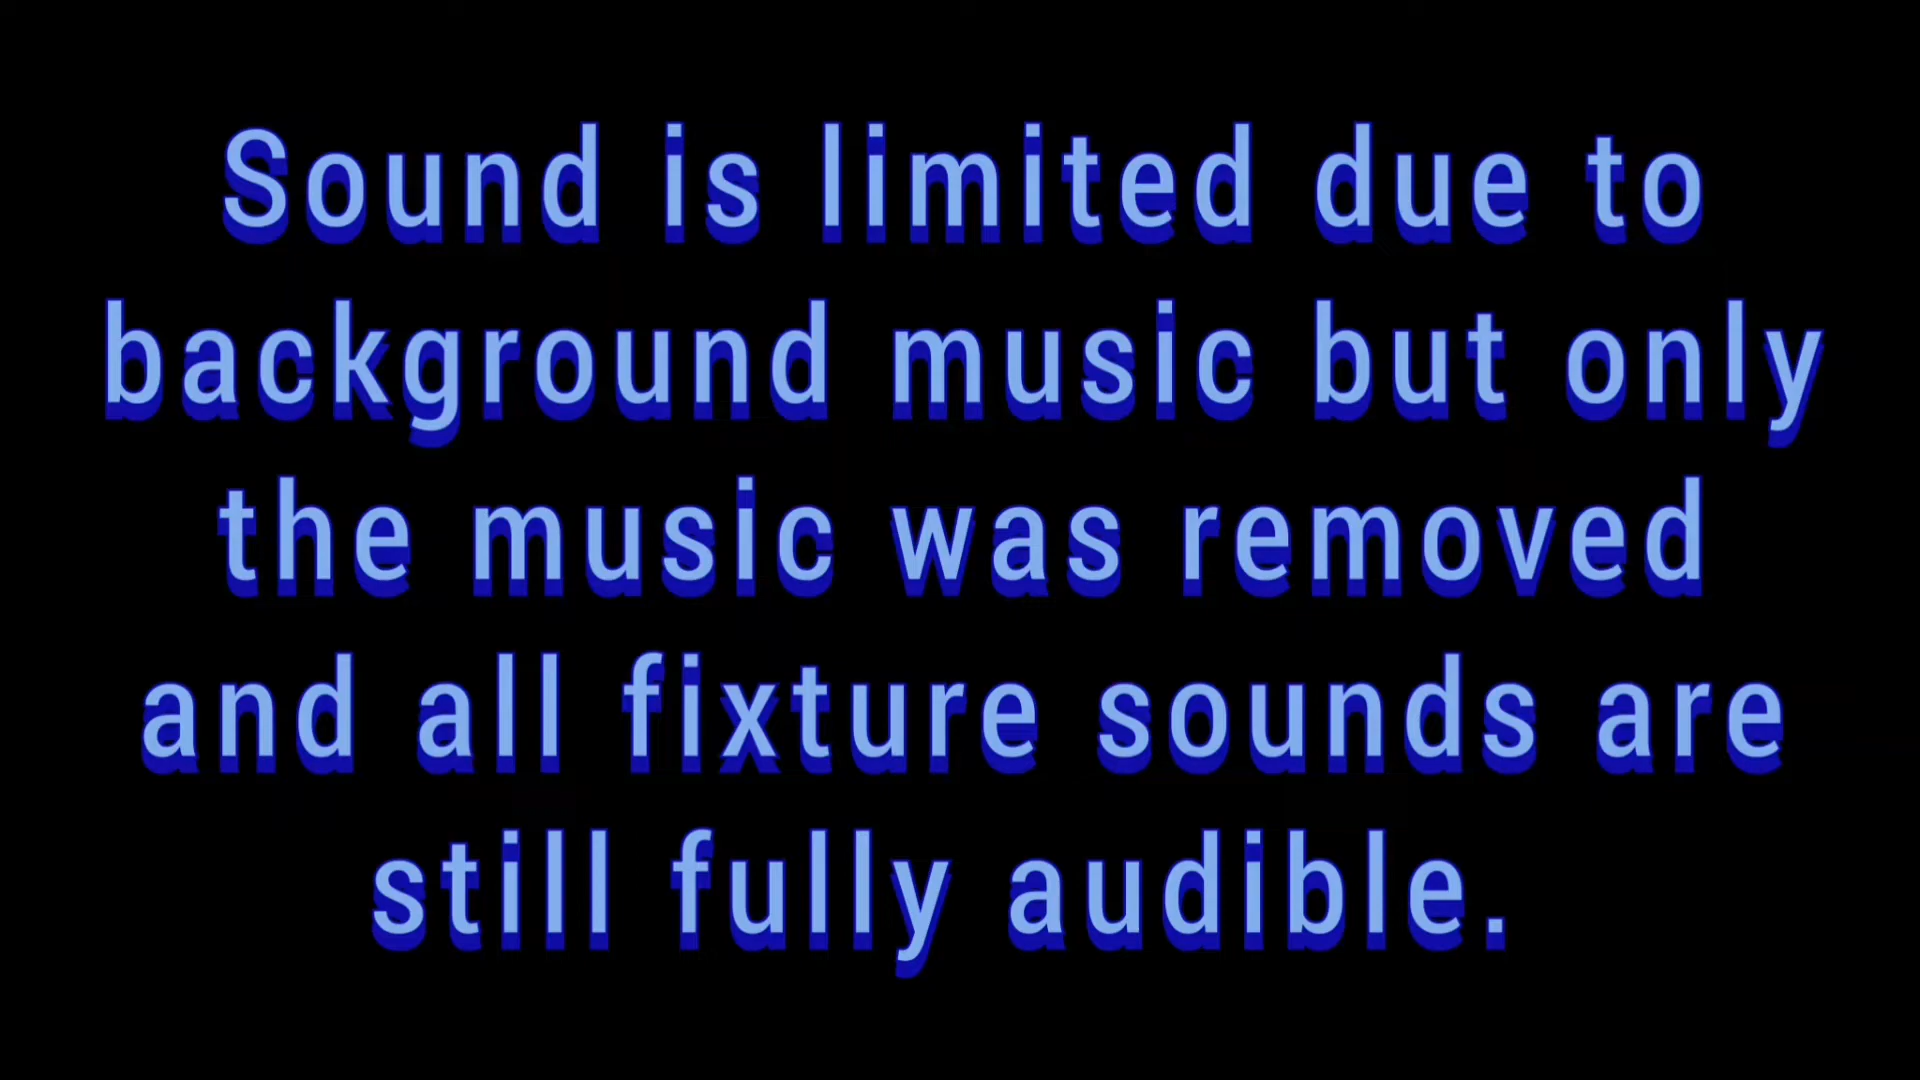 Sound is limited due to
background music but only
the music was removed
and all fixture sounds are
still fully audible.